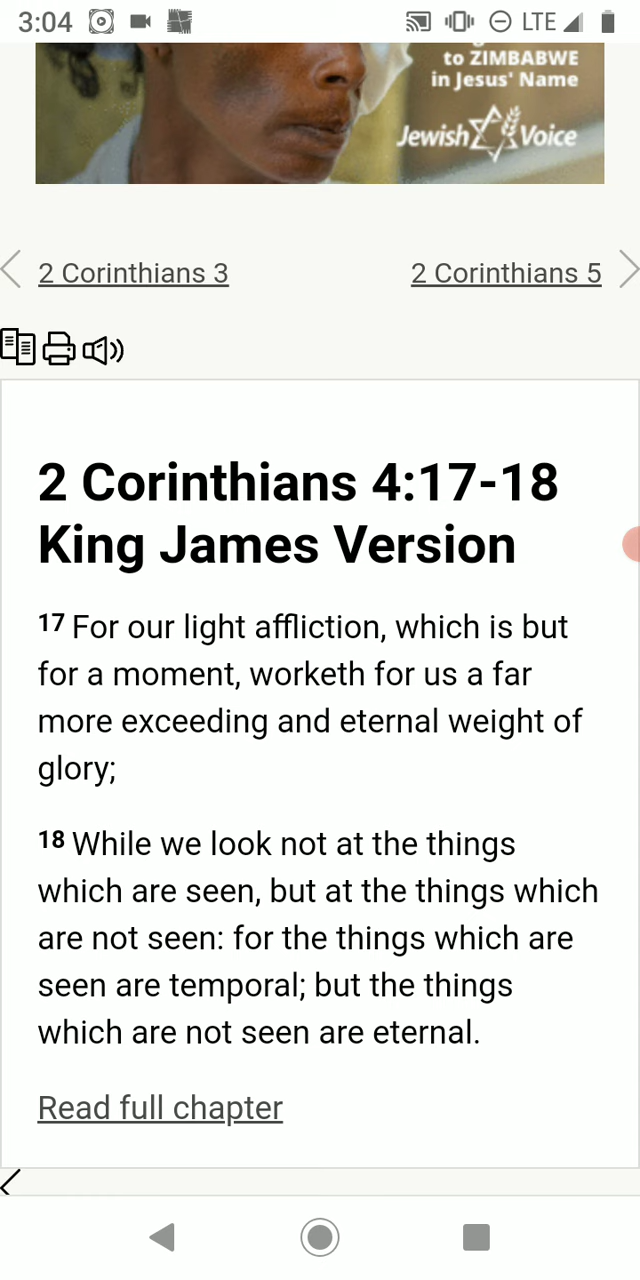 3:04
LTE
to ZIMBABWE
in Jesus' Name
Jewish Voice
2 Corinthians 3
2 Corinthians 5
2 Corinthians 4:17-18
King James Version
17 For our light affliction, which is but
for a moment, worketh for us a far
more exceeding and eternal weight of
glory;
18 While we look not at the things
which are seen, but at the things which
are not seen: for the things which are
seen are temporal; but the things
which are not seen are eternal.
Read full chapter